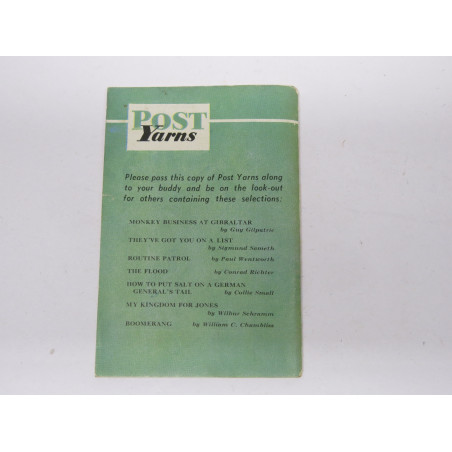 POST
Yarns
Please pass this copy of Post Yarns along
to your buddy and be on the look-out
for others containing these selections:
MONKEY BUSINESS AT GIBRALTAR
by Guy Gilpatric
THEY'VE GOT YOU ON A LIST
by Sigmund Sameth
ROUTINE PATROL by Paul Wentworth
THE FLOOD by Conrad Richter
HOW TO PUT SALT ON A GERMAN
GENERAL'S TAIL by Collie Small
MY KINGDOM FOR JONES
by Wilbur Schramm
BOOMERANG by William C. Chambliss